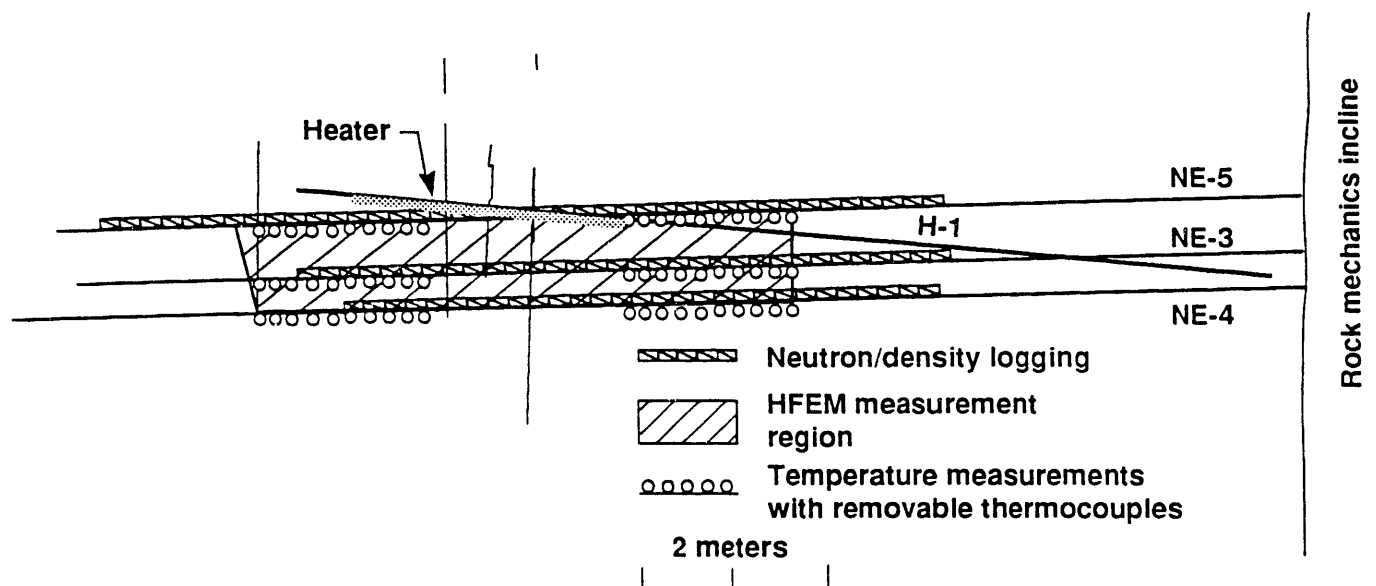 Heater
NE-5
H-1
NE-3
NE-4
Rock mechanics incline
Neutron/density logging
HFEM measurement
region
Temperature measurements
with removable thermocouples
2 meters